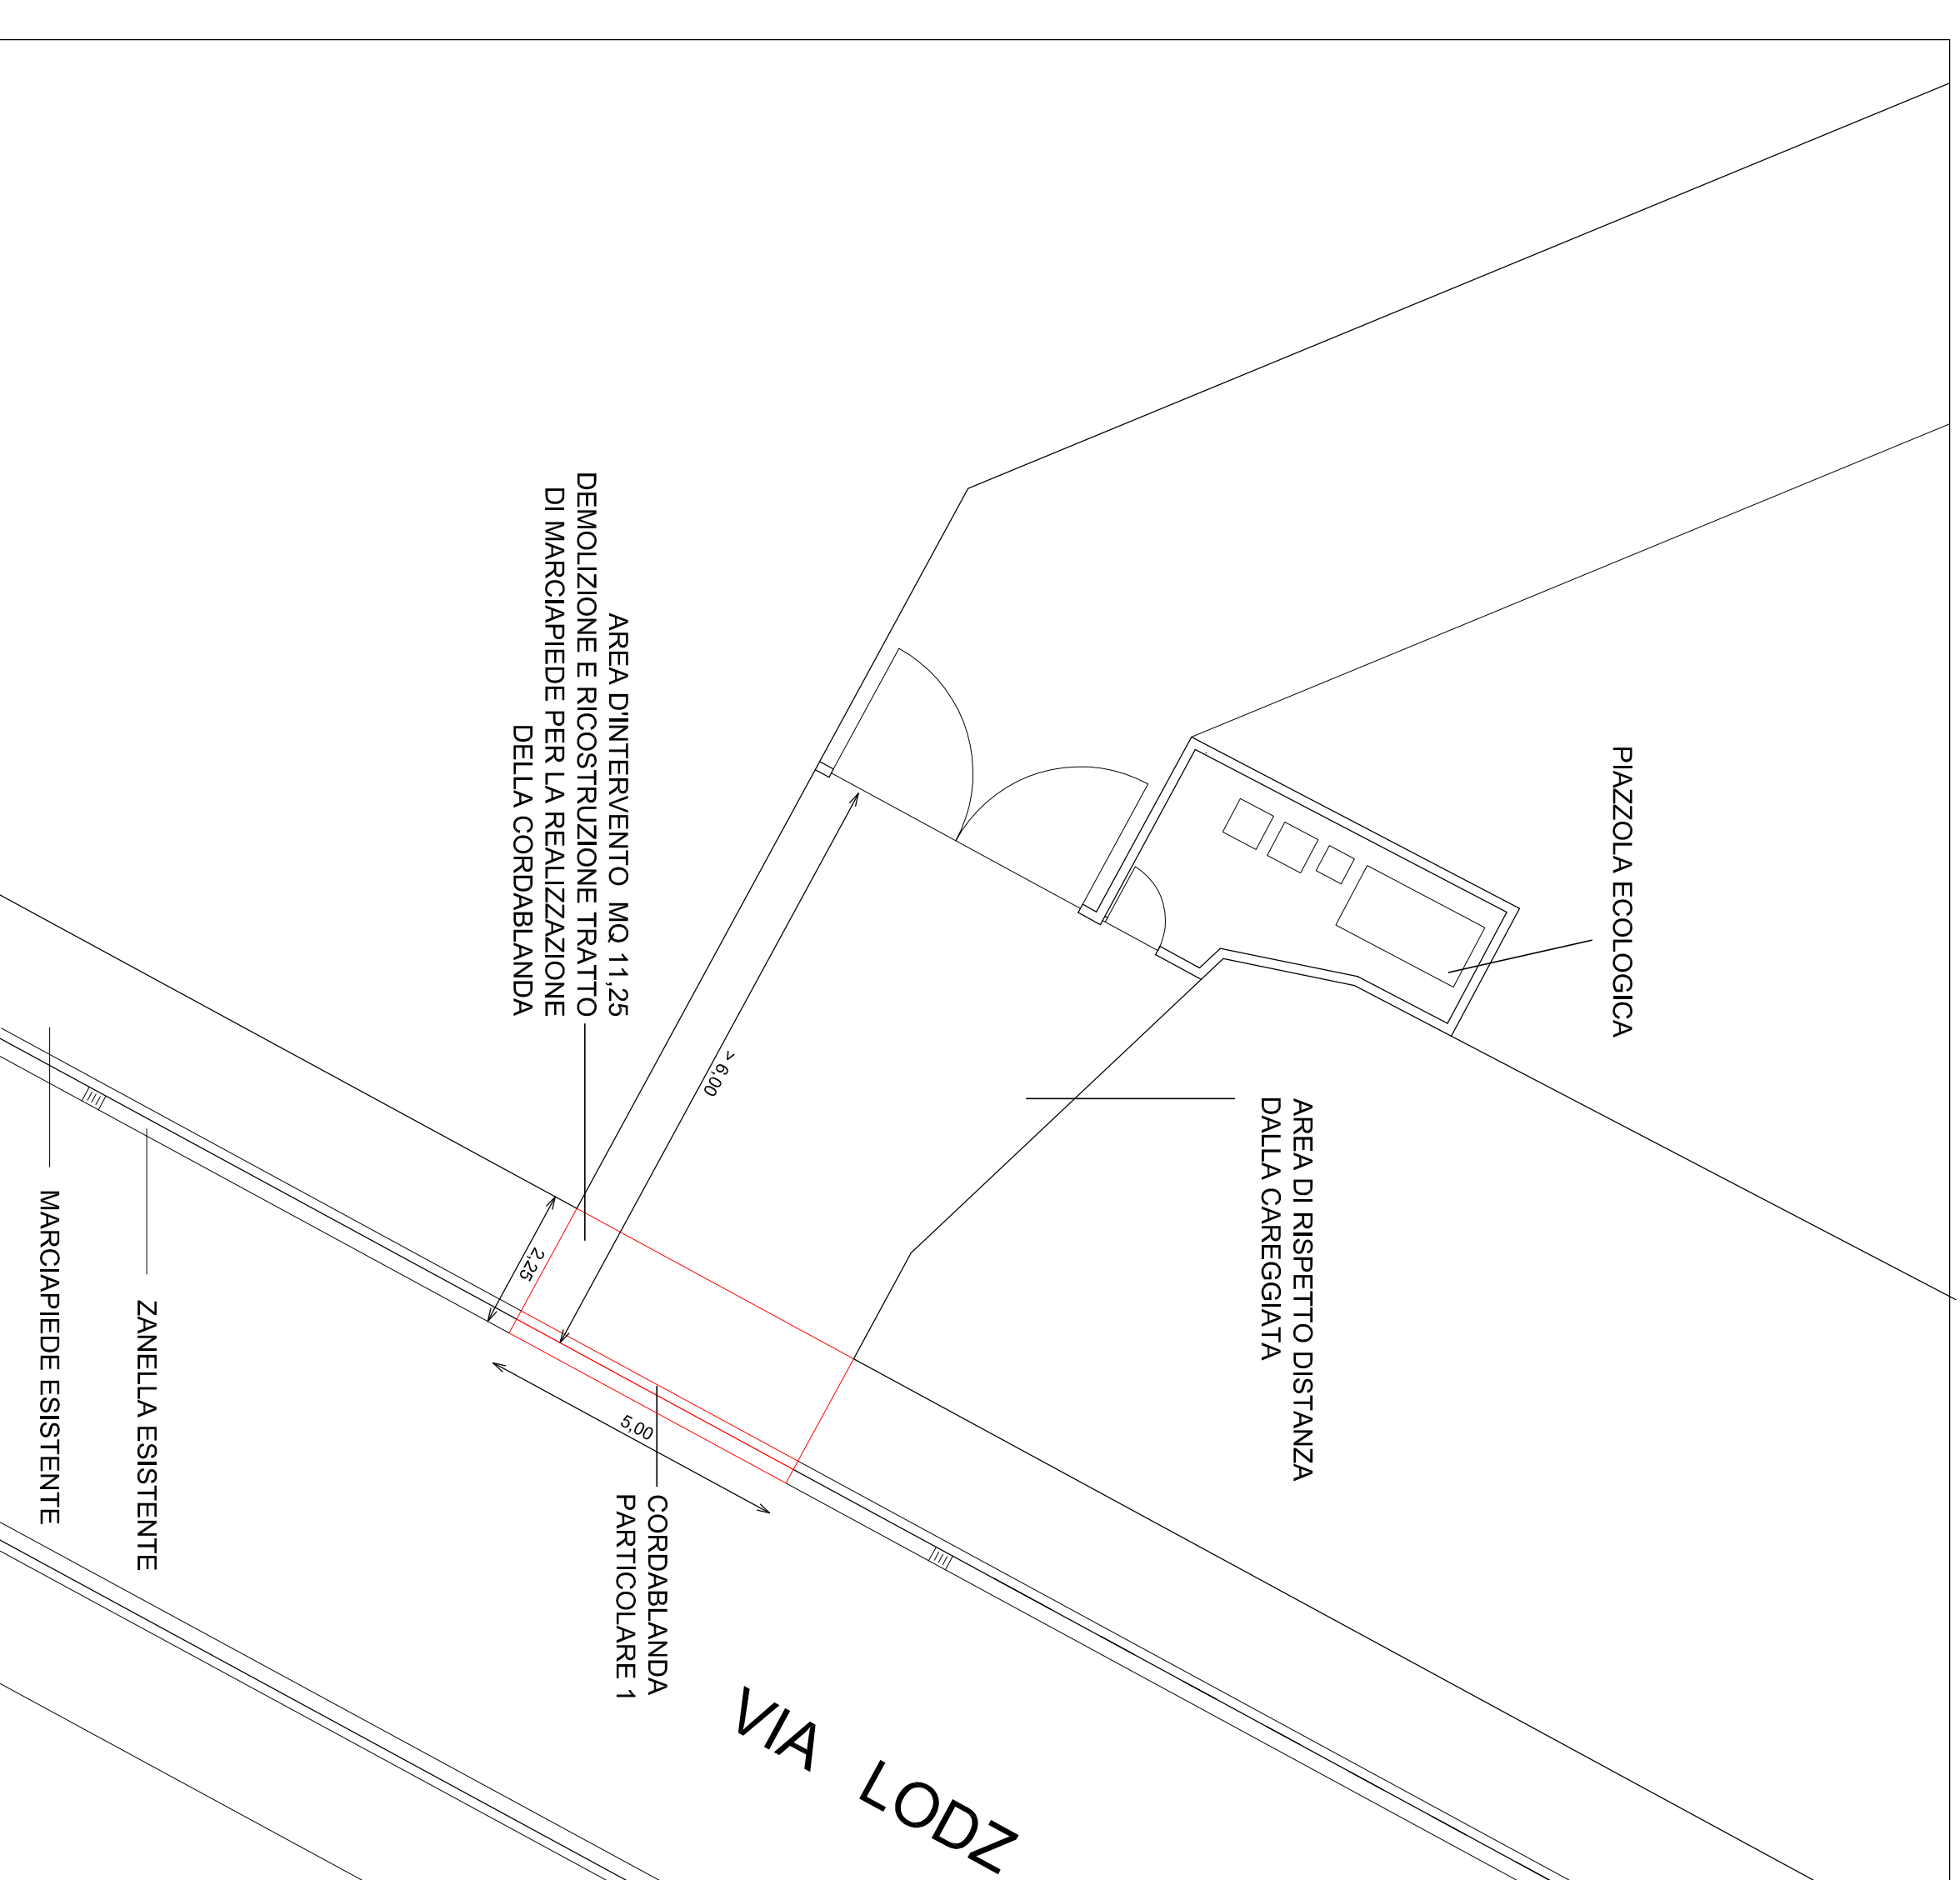 PIAZZOLA ECOLOGICA
AREA DI RISPETTO DISTANZA
DALLA CAREGGIATA
AREA D'INTERVENTO MQ 11,25
DEMOLIZIONE E RICOSTRUZIONE TRATTO
DI MARCIAPIEDE PER LA REALIZZAZIONE
DELLA CORDABLANDA
> 6,00
2,25
5,00
CORDABLANDA
PARTICOLARE 1
ZANELLA ESISTENTE
MARCIAPIEDE ESISTENTE
VIA LODZ